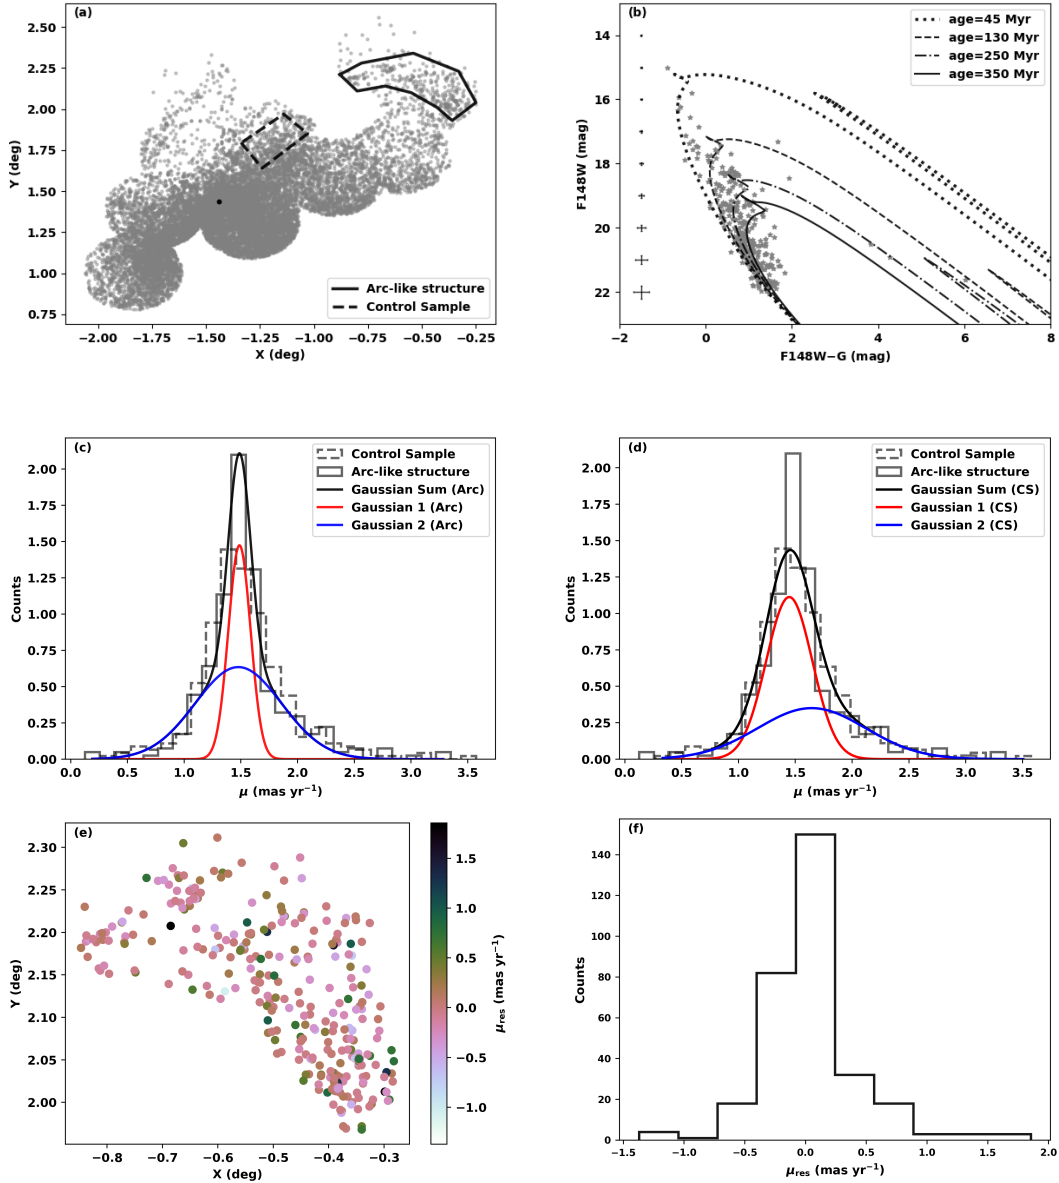 (a)
2.50
2.25
2.00
1.75
1.50
1.25
1.00
0.75
Y (deg)
Arc-like structure
Control Sample
−2.00 −1.75 −1.50 −1.25 −1.00 −0.75 −0.50 −0.25
X (deg)
(b)
14
16
18
20
22
F148W (mag)
age=45 Myr
age=130 Myr
age=250 Myr
age=350 Myr
−2 0 2 4 6 8
F148W−G (mag)
(c)
2.00
1.75
1.50
1.25
1.00
0.75
0.50
0.25
0.00
Counts
Control Sample
Arc-like structure
Gaussian Sum (Arc)
Gaussian 1 (Arc)
Gaussian 2 (Arc)
0.0 0.5 1.0 1.5 2.0 2.5 3.0 3.5
μ (mas yr⁻¹)
(d)
2.00
1.75
1.50
1.25
1.00
0.75
0.50
0.25
0.00
Counts
Control Sample
Arc-like structure
Gaussian Sum (CS)
Gaussian 1 (CS)
Gaussian 2 (CS)
0.0 0.5 1.0 1.5 2.0 2.5 3.0 3.5
μ (mas yr⁻¹)
(e)
2.30
2.25
2.20
2.15
2.10
2.05
2.00
Y (deg)
−0.8 −0.7 −0.6 −0.5 −0.4 −0.3
X (deg)
1.5
1.0
0.5
0.0
−0.5
−1.0
μres (mas yr⁻¹)
(f)
140
120
100
80
60
40
20
0
Counts
−1.5 −1.0 −0.5 0.0 0.5 1.0 1.5 2.0
μres (mas yr⁻¹)